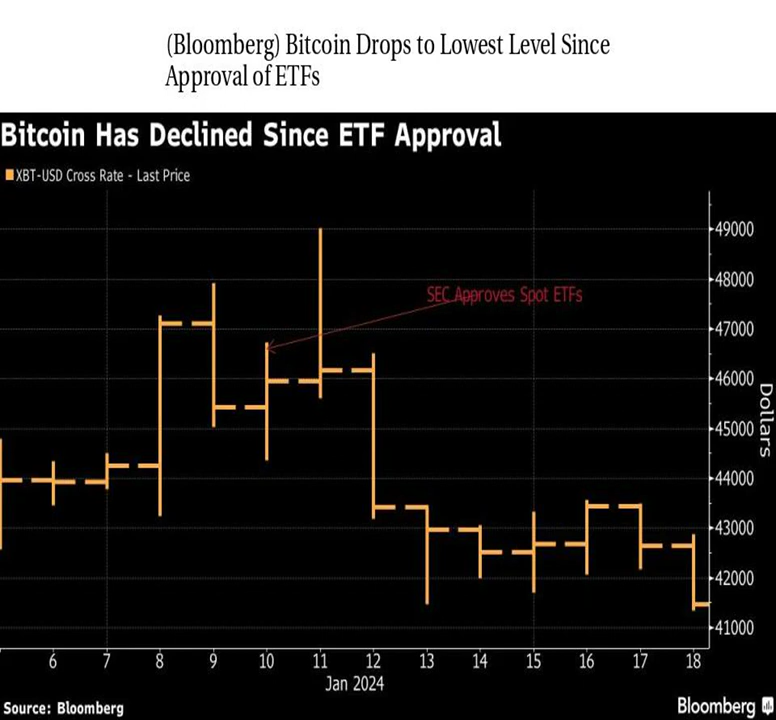 (Bloomberg) Bitcoin Drops to Lowest Level Since
Approval of ETFs
Bitcoin Has Declined Since ETF Approval
XBT-USD Cross Rate - Last Price
49000
48000
SEC Approves Spot ETFs
47000
46000
45000
44000
43000
42000
41000
Dollars
6 7 8 9 10 11 12 13 14 15 16 17 18
Jan 2024
Source: Bloomberg
Bloomberg